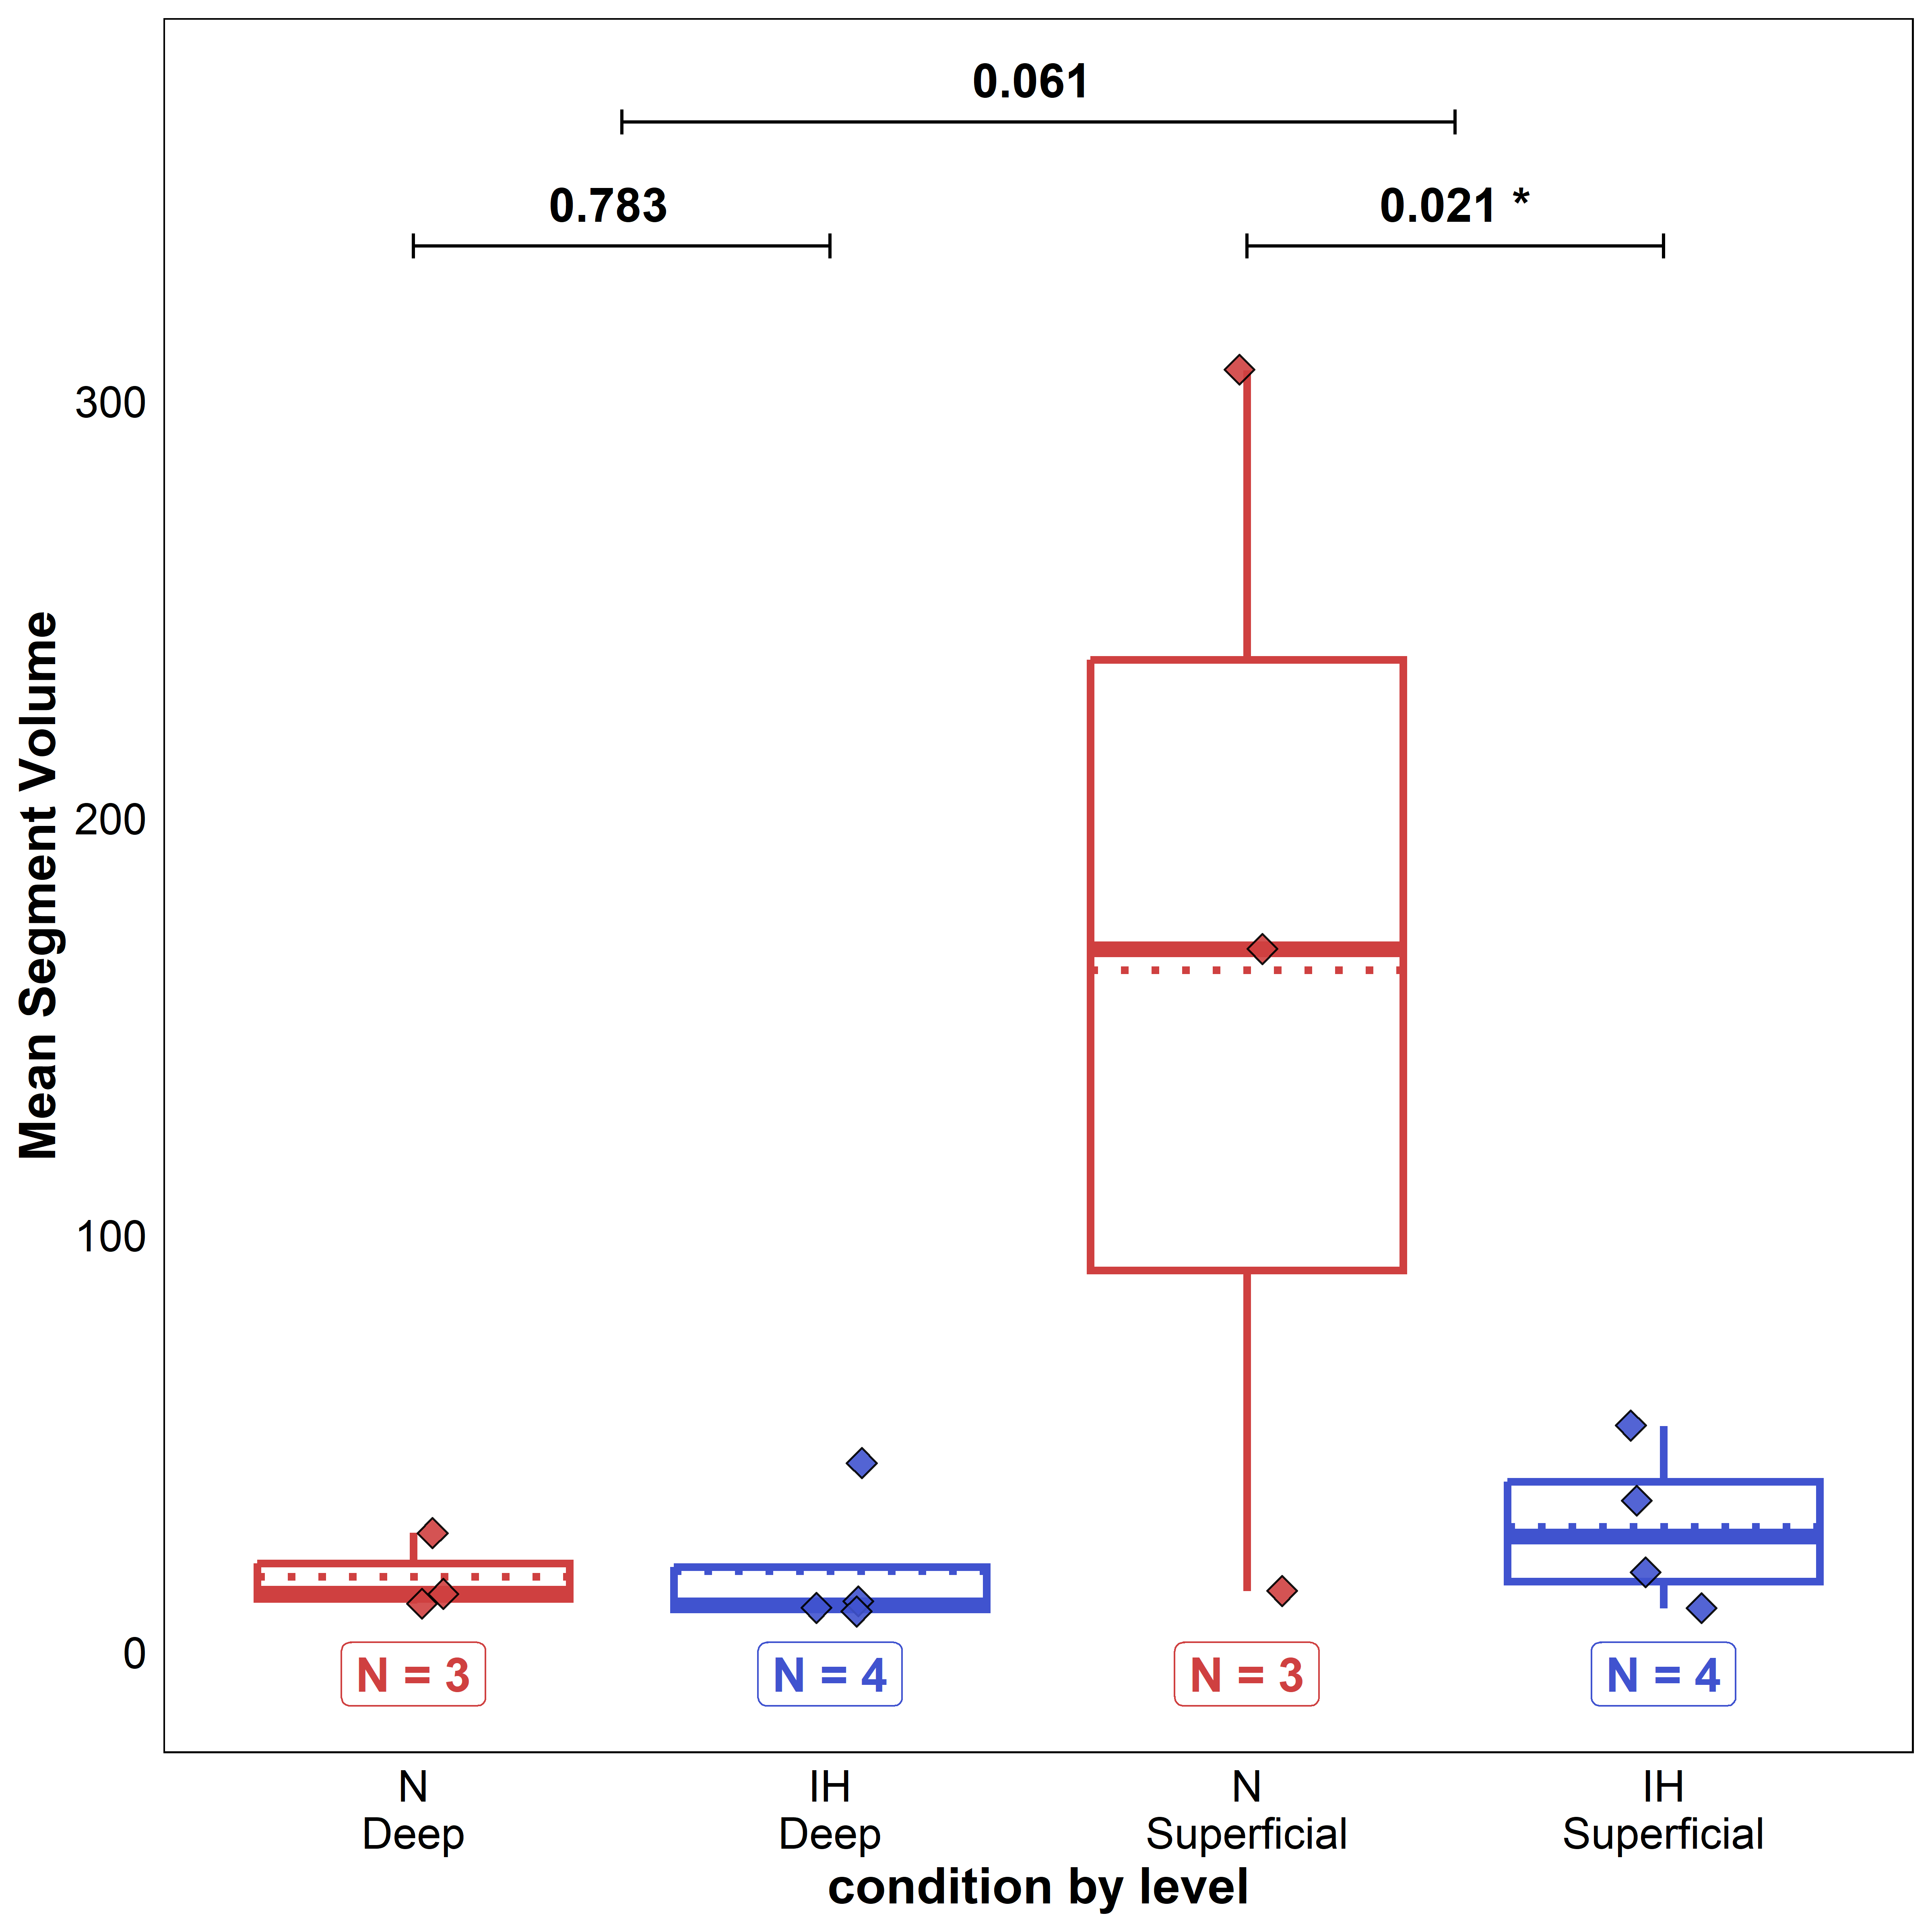 0.061
0.783
0.021 *
300
200
100
0
Mean Segment Volume
N = 3
N = 4
N = 3
N = 4
N
Deep
IH
Deep
N
Superficial
IH
Superficial
condition by level